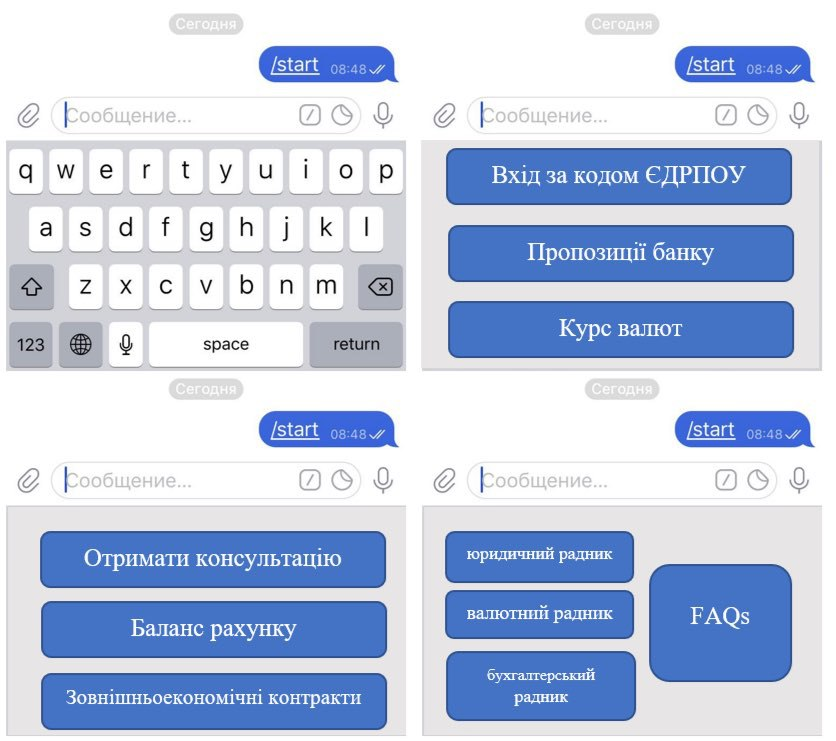 Сегодня
/start 08:48
Сообщение...
q w e r t y u i o p
a s d f g h j k l
z x c v b n m
123 space return
Сегодня
/start 08:48
Сообщение...
Вхід за кодом ЄДРПОУ
Пропозиції банку
Курс валют
Сегодня
/start 08:48
Сообщение...
Отримати консультацію
Баланс рахунку
Зовнішньоекономічні контракти
Сегодня
/start 08:48
Сообщение...
юридичний радник
валютний радник
бухгалтерський
радник
FAQs